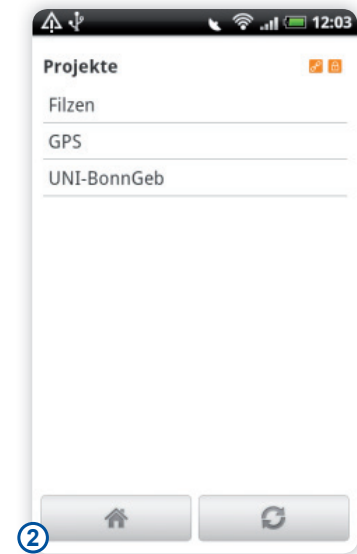 12:03
Projekte
Filzen
GPS
UNI-BonnGeb
2